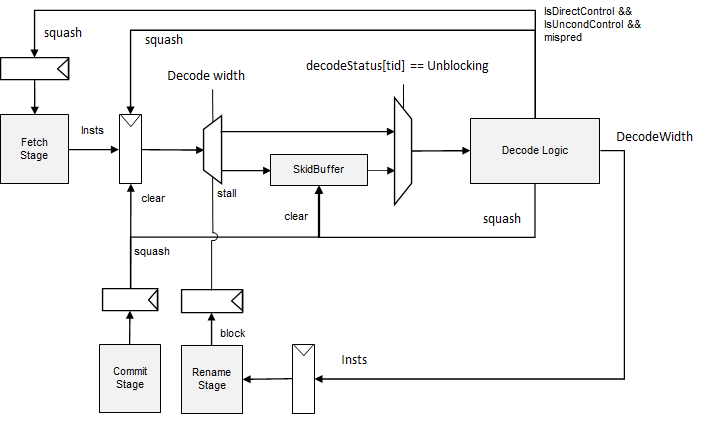 IsDirectControl &&
IsUncondControl &&
mispred
squash
squash
Decode width
decodeStatus[tid] == Unblocking
Insts
Fetch
Stage
Decode Logic
DecodeWidth
SkidBuffer
stall
clear
clear
squash
squash
block
Insts
Commit
Stage
Rename
Stage